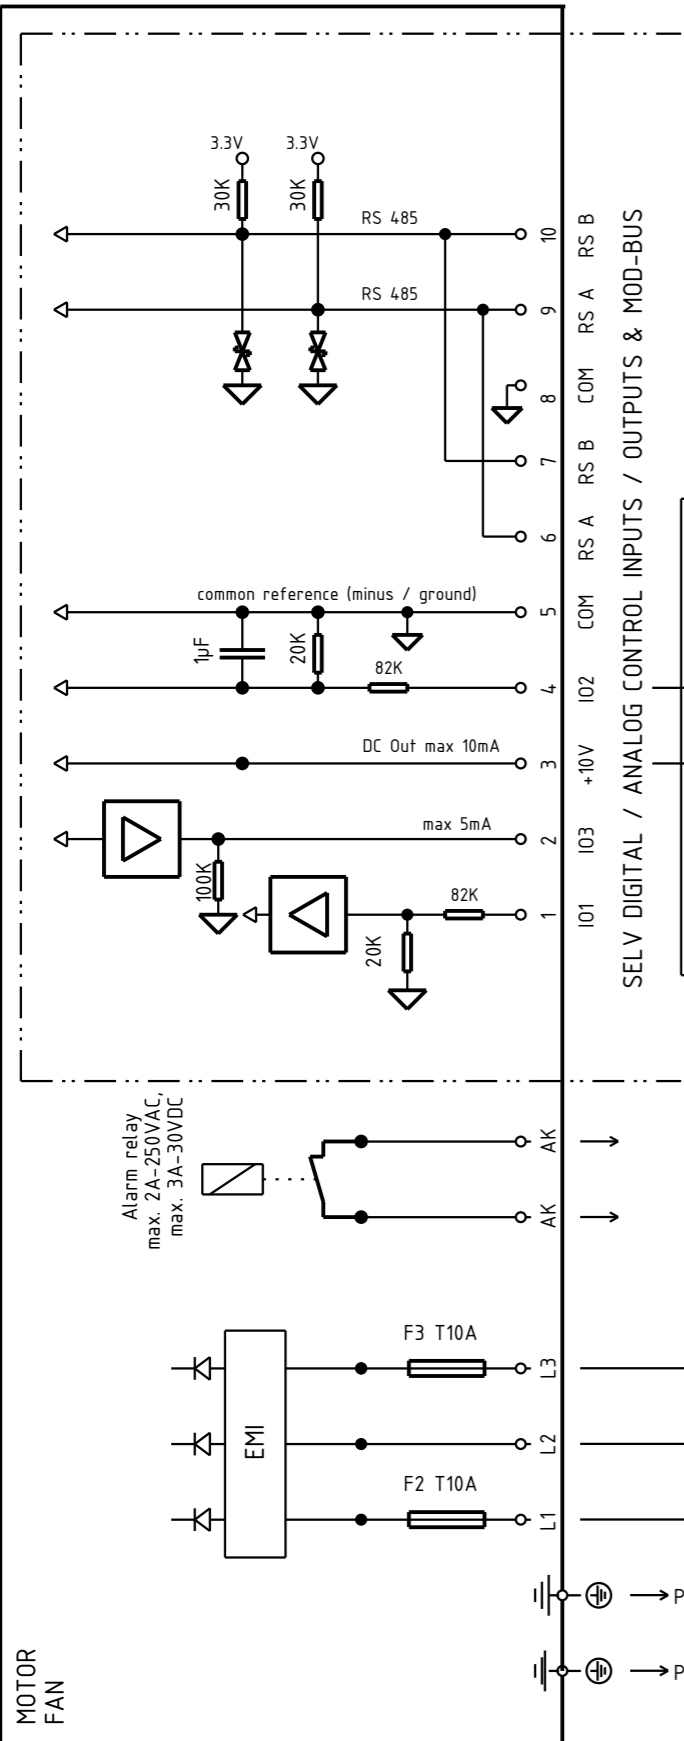 3.3V
3.3V
30K
30K
RS 485
10
RS B
RS 485
9
RS A
8
COM
7
RS B
6
RS A
common reference (minus / ground)
5
COM
1µF
20K
82K
4
IO2
DC Out max 10mA
3
+10V
max 5mA
2
IO3
100K
82K
1
IO1
20K
SELV DIGITAL / ANALOG CONTROL INPUTS / OUTPUTS & MOD-BUS
Alarm relay
max. 2A-250VAC,
max. 3A-30VDC
AK
AK
F3 T10A
L3
EMI
L2
F2 T10A
L1
P
P
MOTOR
FAN